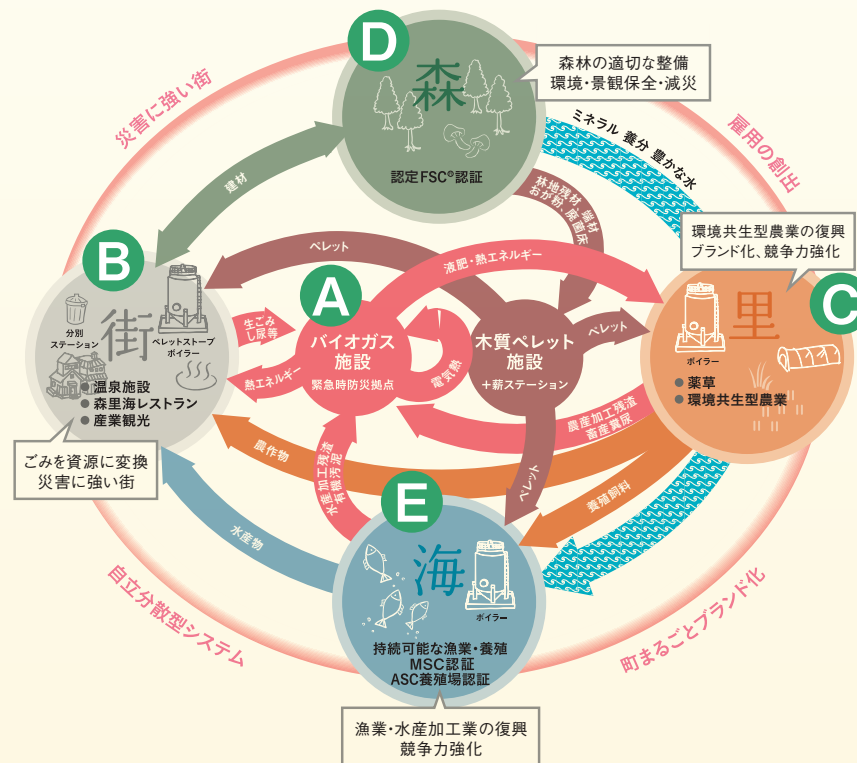 D
森
認定FSC®認証
森林の適切な整備
環境・景観保全・減災
災害に強い街
雇用の創出
ミネラル 養分 豊かな水
建材
林地残材、端材
おが粉、廃菌床
ペレット
液肥・熱エネルギー
環境共生型農業の復興
ブランド化、競争力強化
B
街
分別
ステーション
ペレットストーブ
ボイラー
温泉施設
森里海レストラン
産業観光
ごみを資源に変換
災害に強い街
生ごみ
し尿等
熱エネルギー
A
バイオガス
施設
緊急時防災拠点
電気熱
木質ペレット
施設
+薪ステーション
ペレット
C
里
ボイラー
薬草
環境共生型農業
農産加工残渣
畜産糞尿
農作物
水産加工残渣
有機汚泥
ペレット
養殖飼料
水産物
E
海
ボイラー
持続可能な漁業・養殖
MSC認証
ASC養殖場認証
漁業・水産加工業の復興
競争力強化
自立分散型システム
町まるごとブランド化